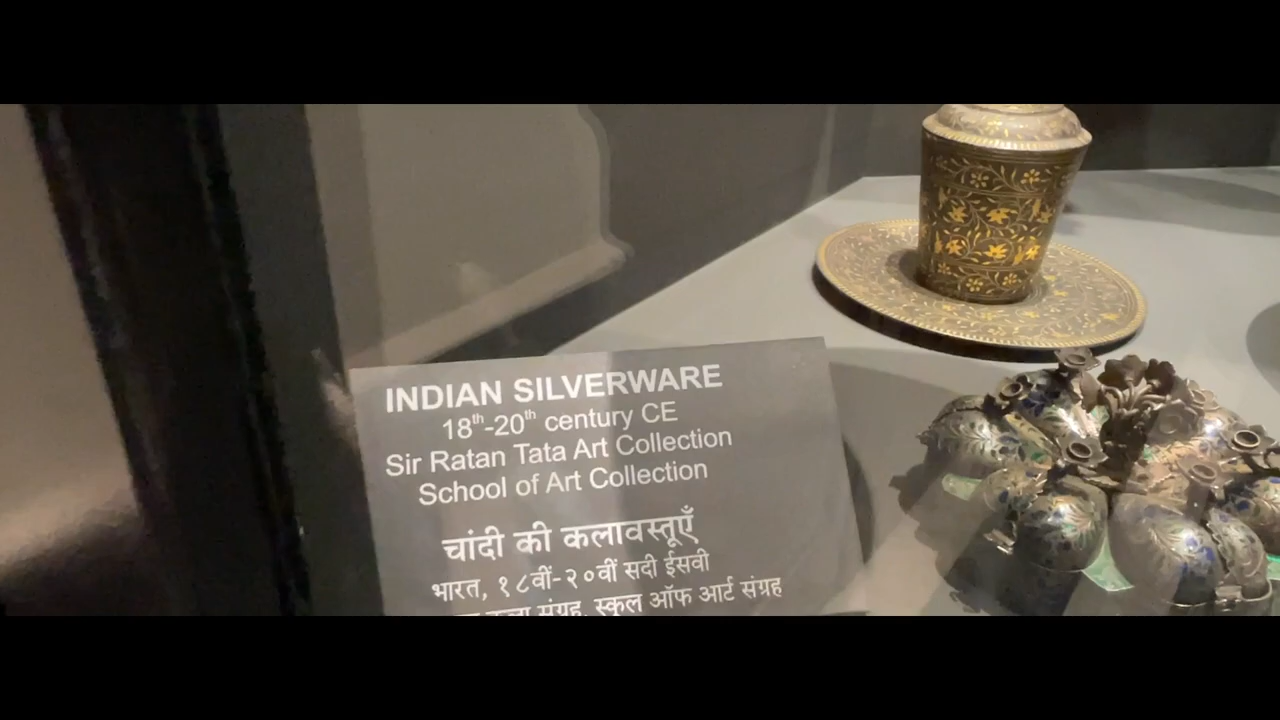 INDIAN SILVERWARE
18th-20th century CE
Sir Ratan Tata Art Collection
School of Art Collection
चांदी की कलावस्तूएँ
भारत, १८वीं-२०वीं सदी ईसवी
कला संग्रह, स्कूल ऑफ आर्ट संग्रह